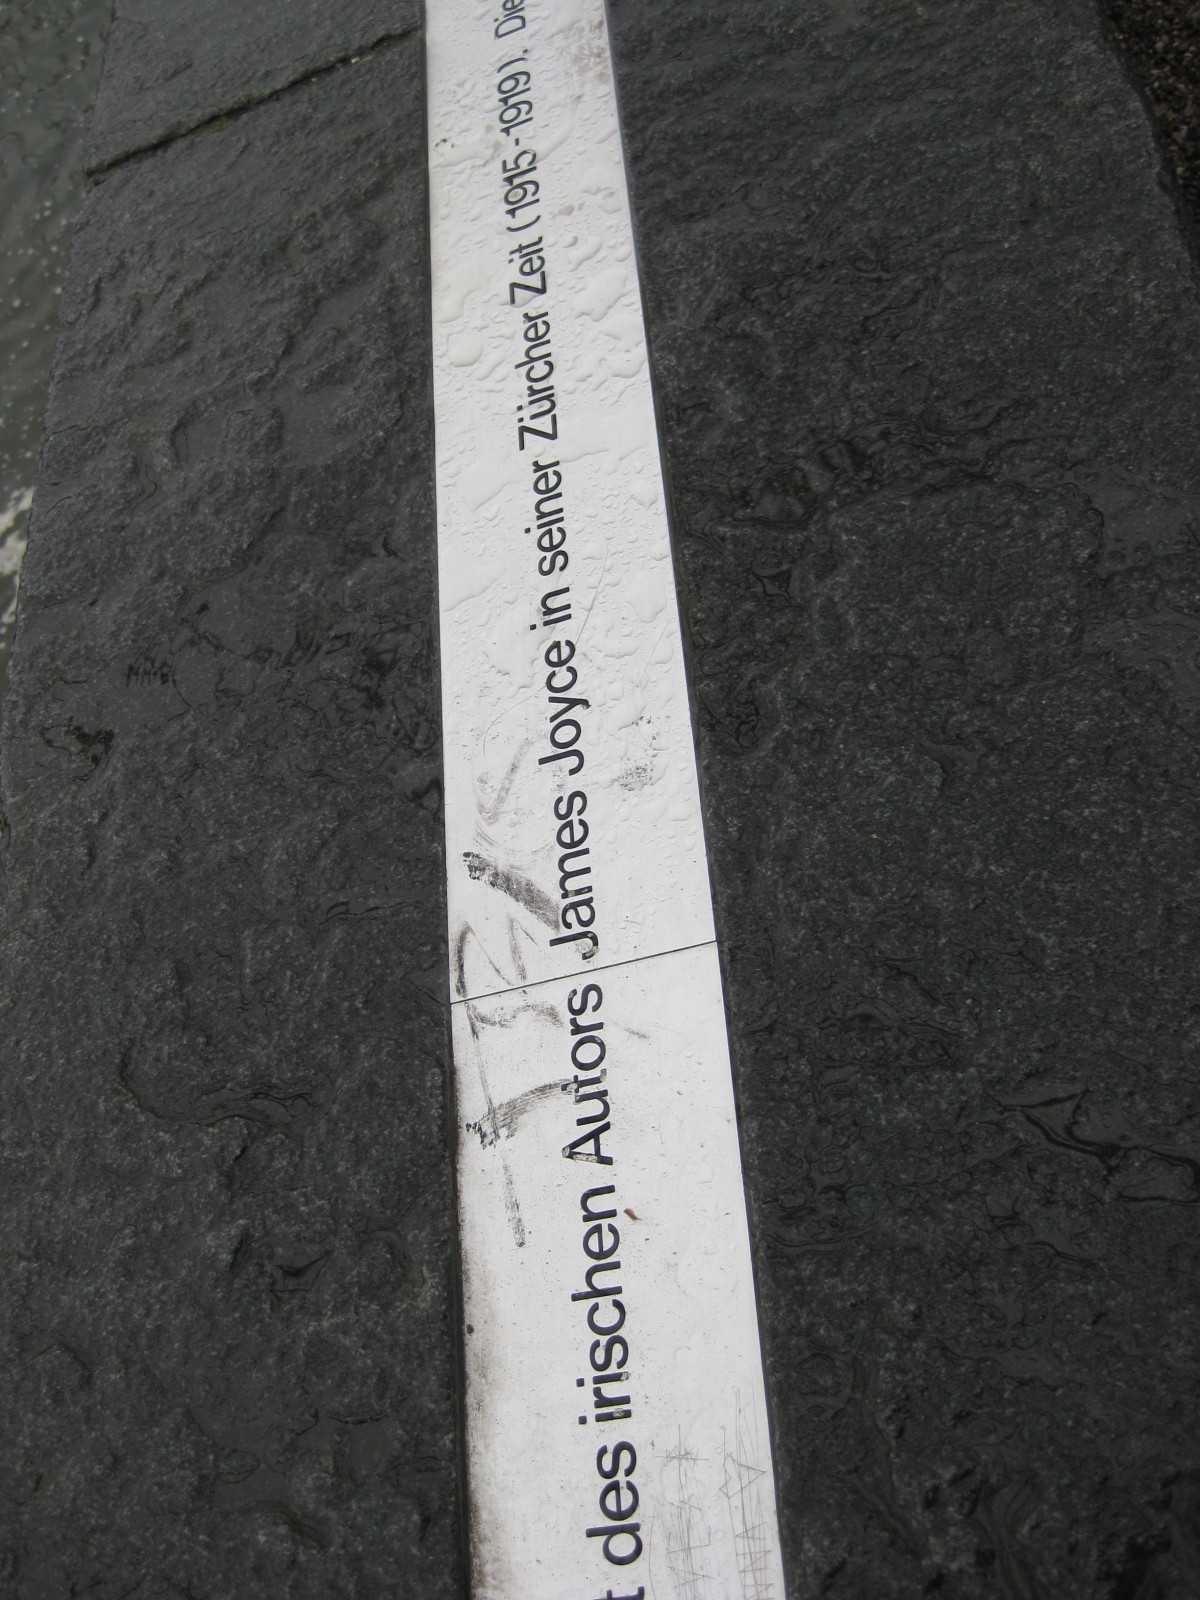 t des irischen Autors James Joyce in seiner Zürcher Zeit (1915-1919). Die